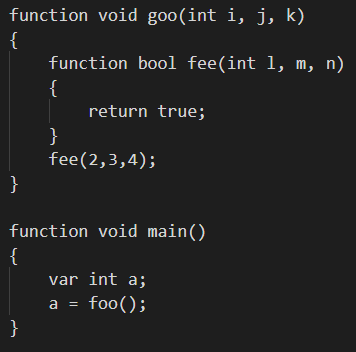 function void goo(int i, j, k)
{
    function bool fee(int l, m, n)
    {
        return true;
    }
    fee(2,3,4);
}

function void main()
{
    var int a;
    a = foo();
}